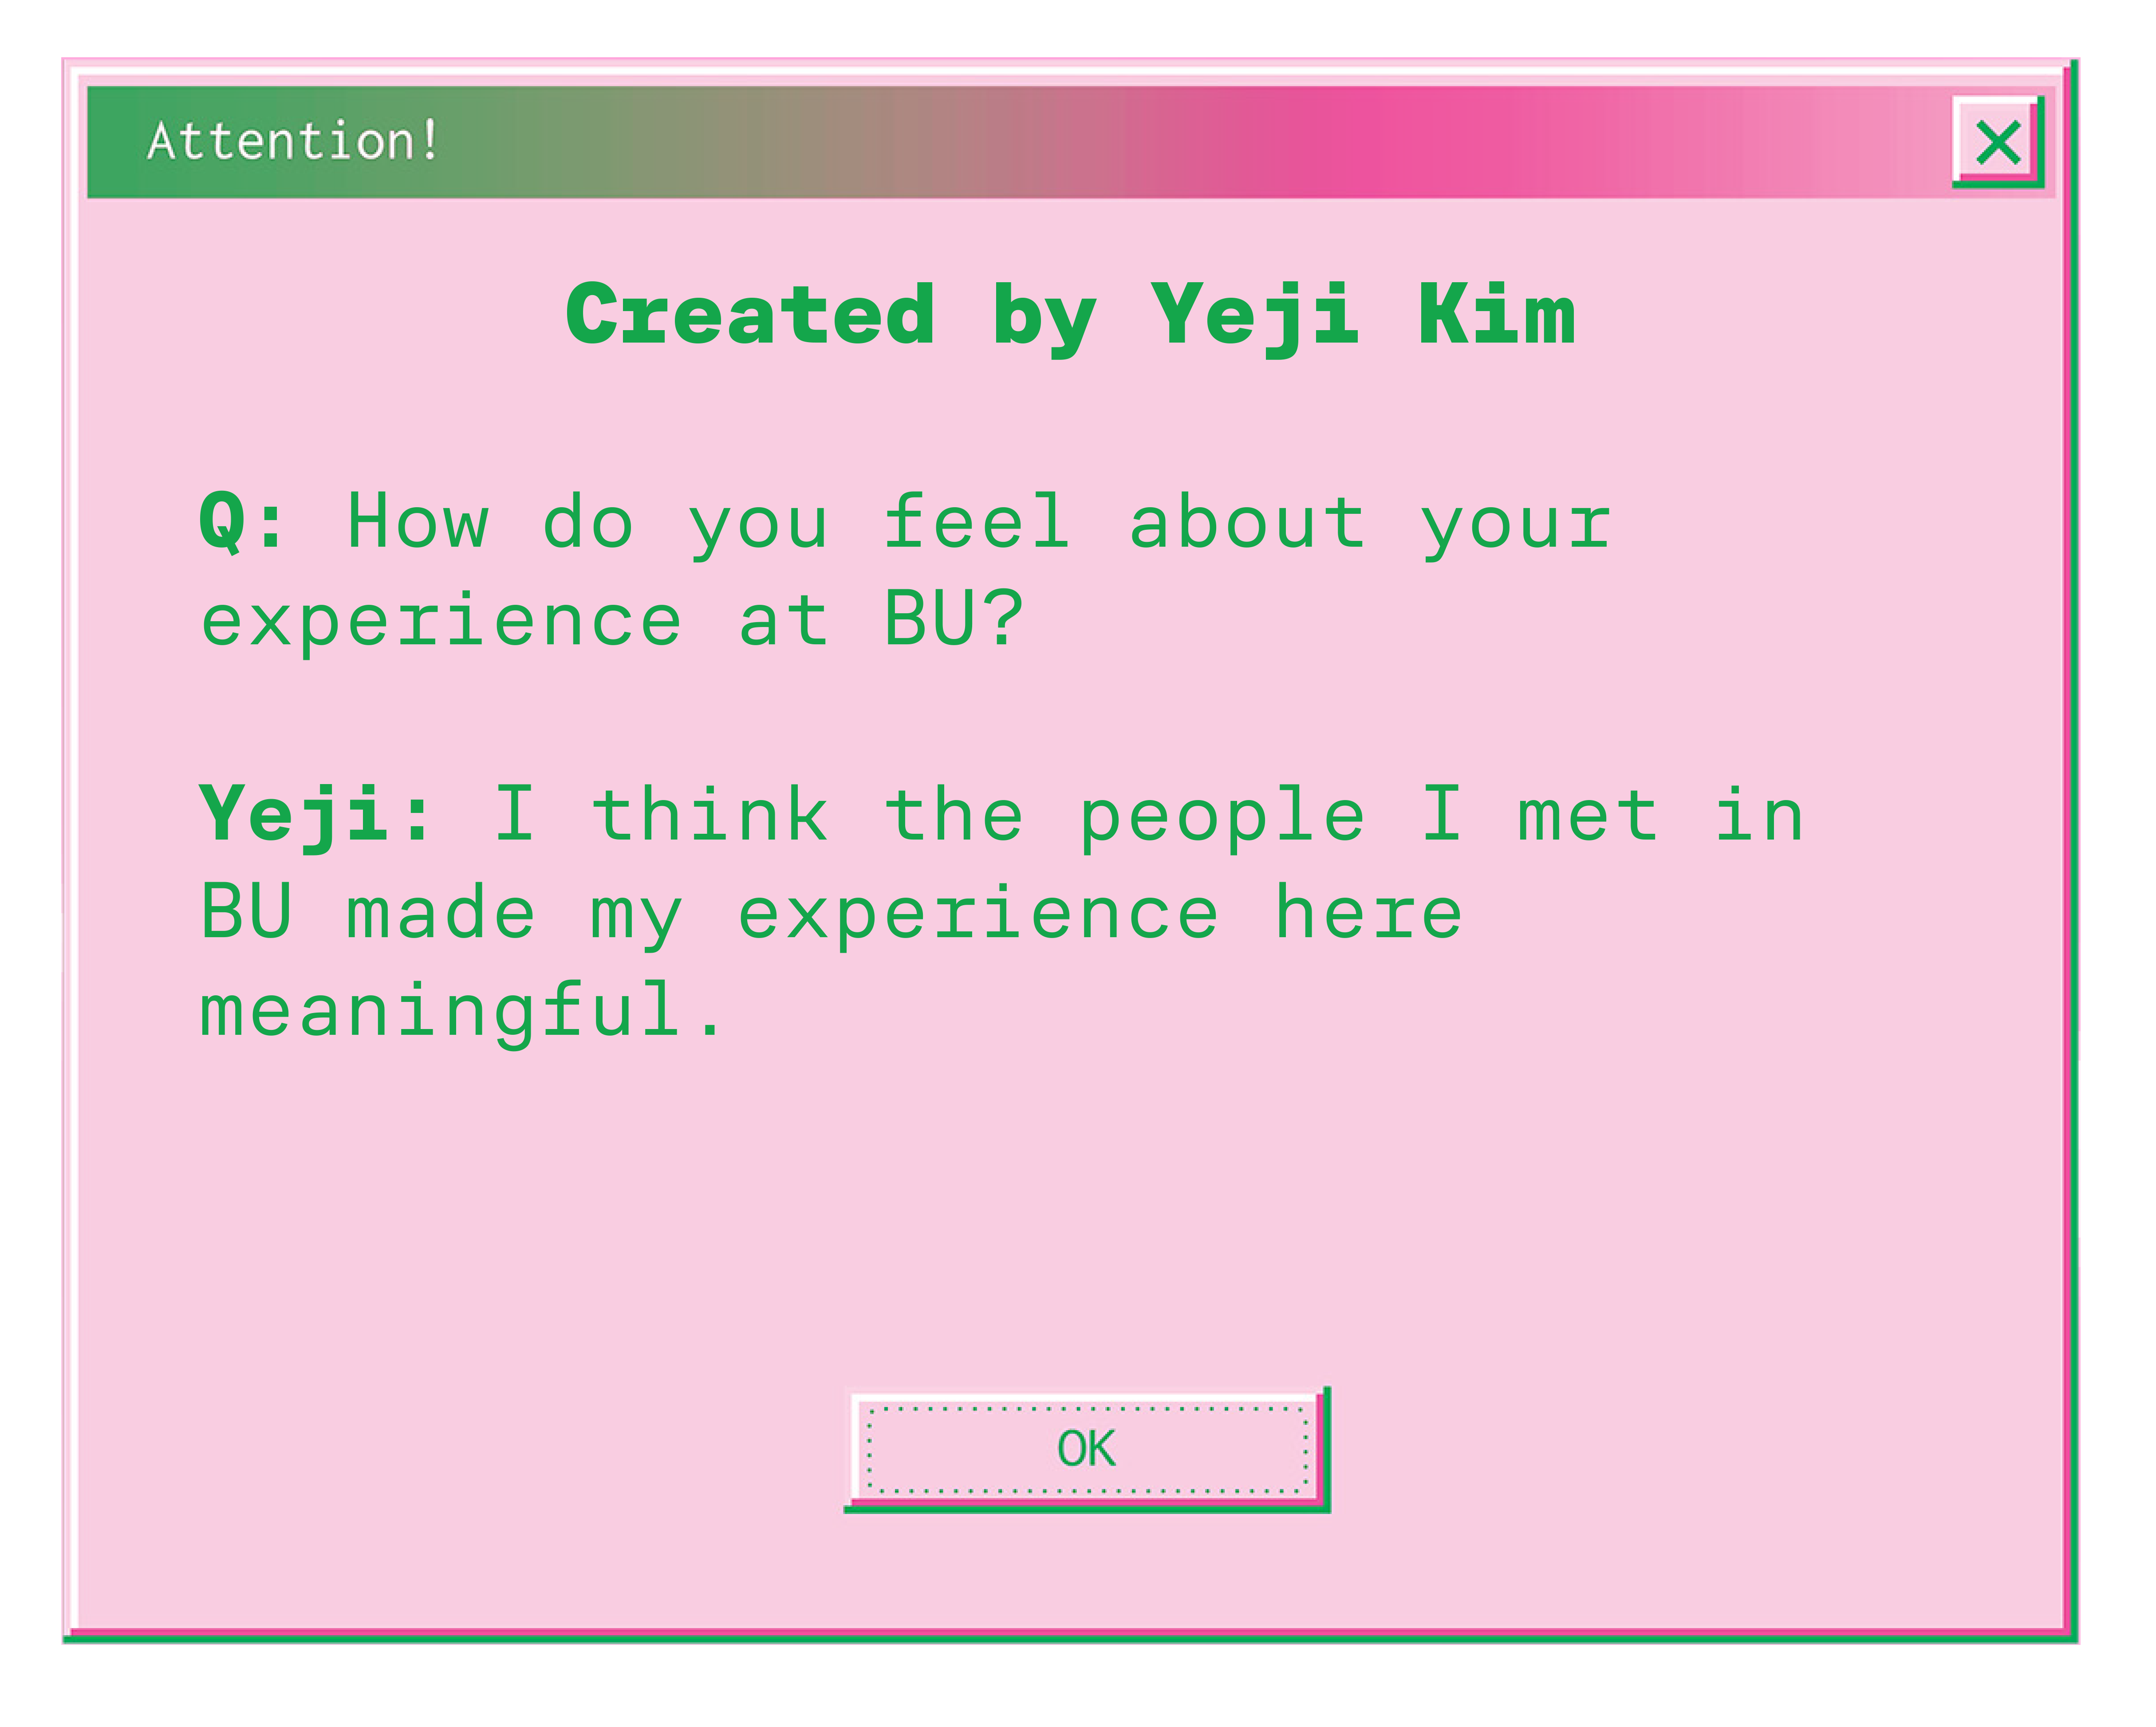 Attention!
Created by Yeji Kim
Q: How do you feel about your
experience at BU?
Yeji: I think the people I met in
BU made my experience here
meaningful.
OK